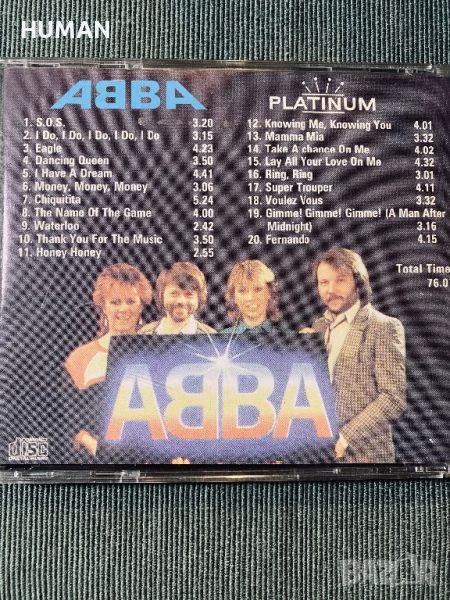 HUMAN
ABBA
PLATINUM
1. S.O.S. 3.20
2. I Do, I Do, I Do, I Do, I Do 3.15
3. Eagle 4.23
4. Dancing Queen 3.50
5. I Have A Dream 4.41
6. Money, Money, Money 3.06
7. Chiquitita 5.24
8. The Name Of The Game 4.00
9. Waterloo 2.42
10. Thank You For The Music 3.50
11. Honey Honey 2.55
12. Knowing Me, Knowing You 4.01
13. Mamma Mia 3.32
14. Take A chance On Me 4.02
15. Lay All Your Love On Me 4.32
16. Ring, Ring 3.01
17. Super Trouper 4.11
18. Voulez Vous 3.32
19. Gimme! Gimme! Gimme! (A Man After
Midnight) 3.16
20. Fernando 4.15
Total Time
76.0
ABBA
COMPACT
disc
DIGITAL AUDIO
BAZAR